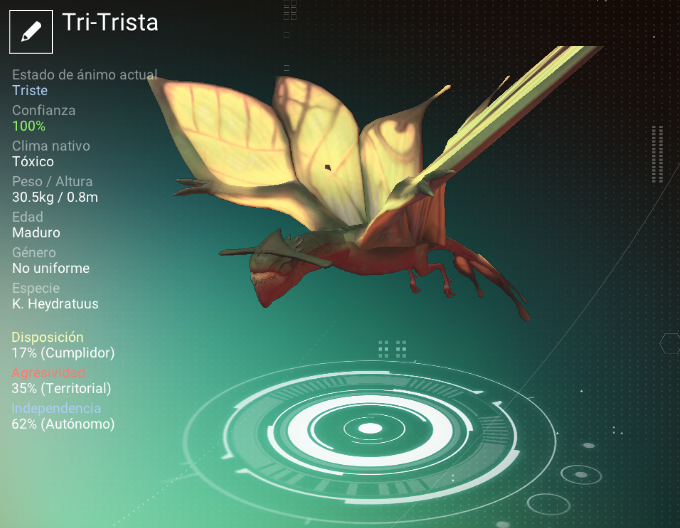 Tri-Trista
Estado de ánimo actual
Triste
Confianza
100%
Clima nativo
Tóxico
Peso / Altura
30.5kg / 0.8m
Edad
Maduro
Género
No uniforme
Especie
K. Heydratuus
Disposición
17% (Cumplidor)
Agresividad
35% (Territorial)
Independencia
62% (Autónomo)